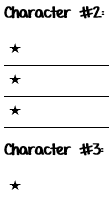 Character #2:
★
★
★
Character #3:
★